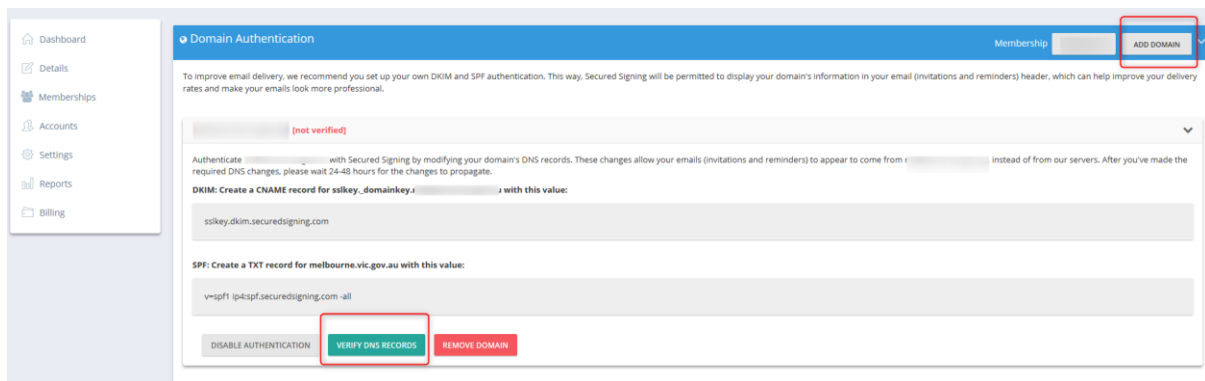 Dashboard
Details
Memberships
Accounts
Settings
Reports
Billing
Domain Authentication
Membership
ADD DOMAIN
To improve email delivery, we recommend you set up your own DKIM and SPF authentication. This way, Secured Signing will be permitted to display your domain's information in your email (invitations and reminders) header, which can help improve your delivery
rates and make your emails look more professional.
[not verified]
Authenticate with Secured Signing by modifying your domain's DNS records. These changes allow your emails (invitations and reminders) to appear to come from instead of from our servers. After you've made the
required DNS changes, please wait 24-48 hours for the changes to propagate.
DKIM: Create a CNAME record for sslkey._domainkey. with this value:
sslkey.dkim.securedsigning.com
SPF: Create a TXT record for melbourne.vic.gov.au with this value:
v=spf1 ip4:spf.securedsigning.com -all
DISABLE AUTHENTICATION
VERIFY DNS RECORDS
REMOVE DOMAIN